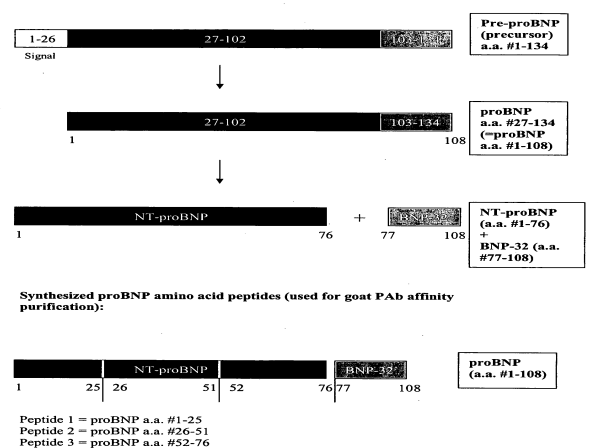 1-26
27-102
Signal
Pre-proBNP
(precursor)
a.a. #1-134
27-102
103-134
1
108
proBNP
a.a. #27-134
(=proBNP
a.a. #1-108)
NT-proBNP
+
BNP-32
1
76
77
108
NT-proBNP
(a.a. #1-76)
+
BNP-32 (a.a.
#77-108)
Synthesized proBNP amino acid peptides (used for goat PAb affinity
purification):
NT-proBNP
BNP-32
1
25
26
51
52
76
77
108
proBNP
(a.a. #1-108)
Peptide 1 = proBNP a.a. #1-25
Peptide 2 = proBNP a.a. #26-51
Peptide 3 = proBNP a.a. #52-76